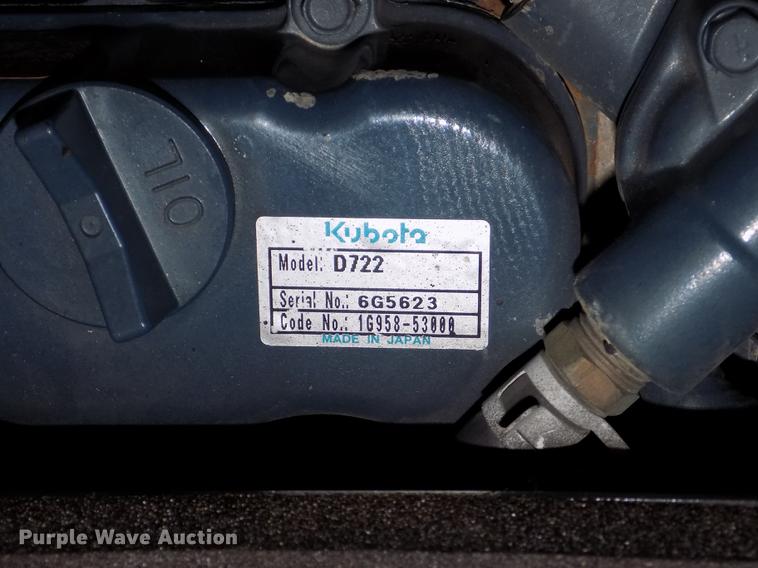 OIL
Kubota
Model: D722
Serial No.: 6G5623
Code No.: 1G958-53000
MADE IN JAPAN
Purple Wave Auction